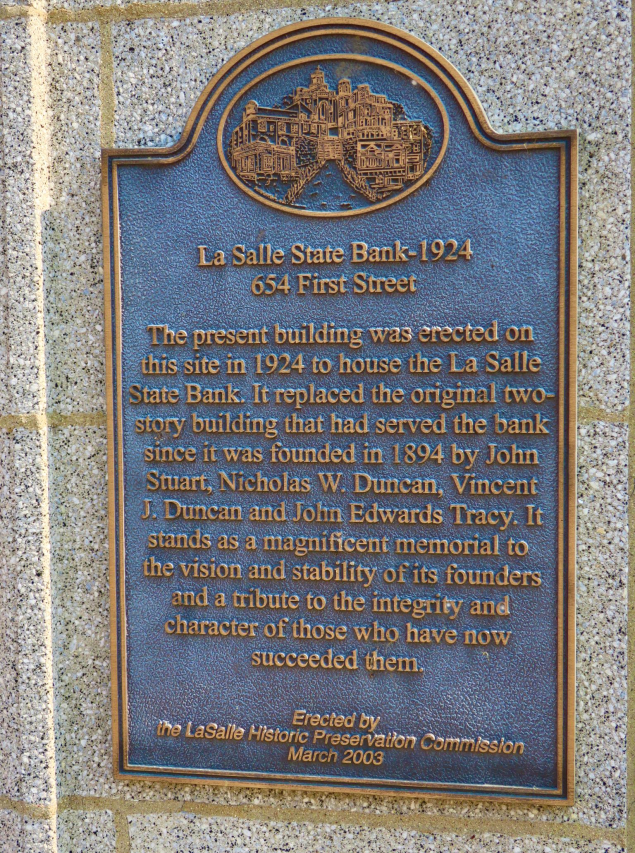 La Salle State Bank-1924
654 First Street
The present building was erected on
this site in 1924 to house the La Salle
State Bank. It replaced the original two-
story building that had served the bank
since it was founded in 1894 by John
Stuart, Nicholas W. Duncan, Vincent
J. Duncan and John Edwards Tracy. It
stands as a magnificent memorial to
the vision and stability of its founders
and a tribute to the integrity and
character of those who have now
succeeded them.
Erected by
the LaSalle Historic Preservation Commission
March 2003